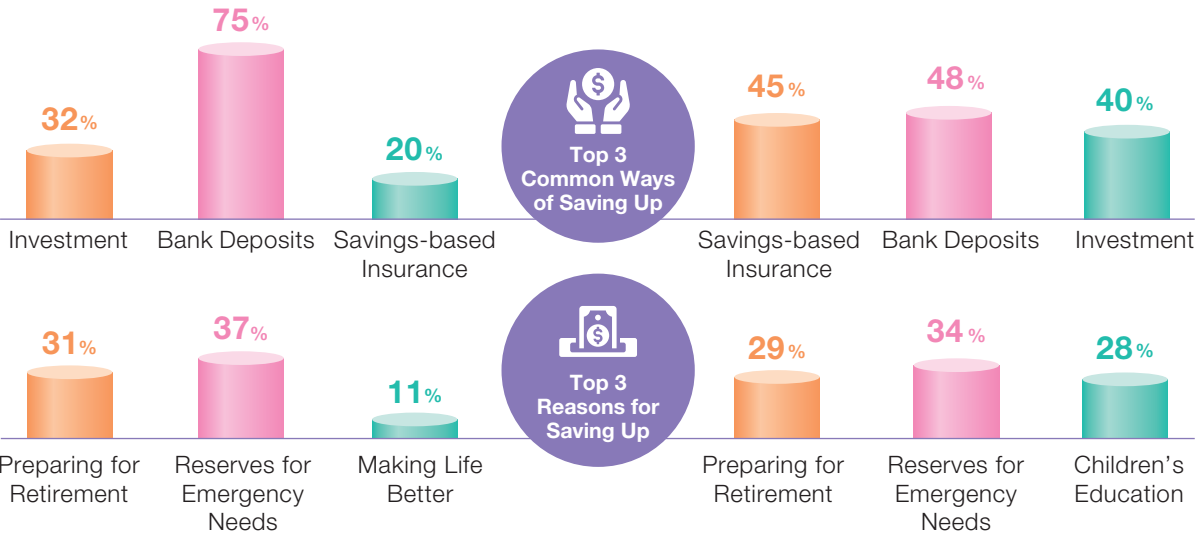 75%
32%
20%
Investment
Bank Deposits
Savings-based
Insurance
$
Top 3
Common Ways
of Saving Up
48%
45%
40%
Savings-based
Insurance
Bank Deposits
Investment
37%
31%
11%
Preparing for
Retirement
Reserves for
Emergency
Needs
Making Life
Better
$
Top 3
Reasons for
Saving Up
34%
29%
28%
Preparing for
Retirement
Reserves for
Emergency
Needs
Children’s
Education